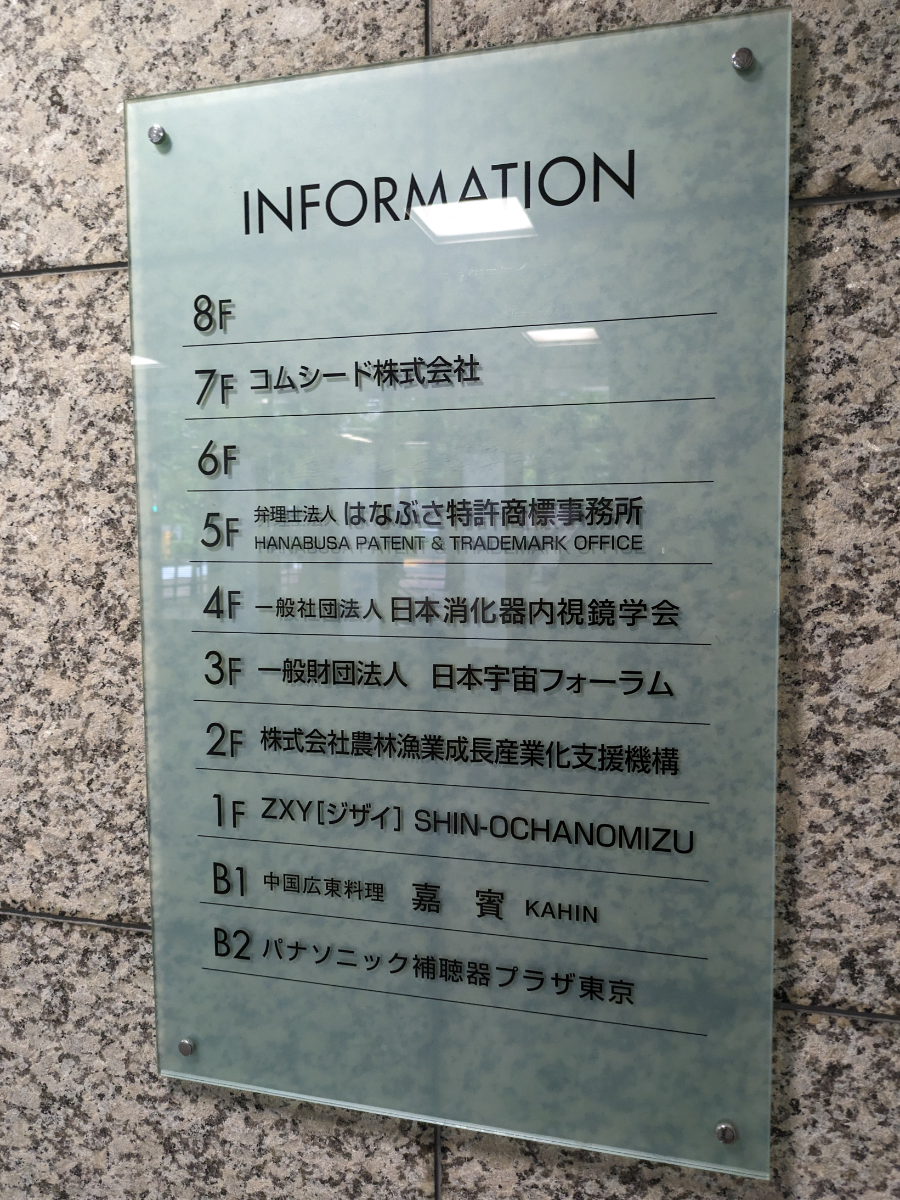 INFORMATION
8F
7F コムシード株式会社
6F
5F 弁理士法人 はなぶさ特許商標事務所
HANABUSA PATENT & TRADEMARK OFFICE
4F 一般社団法人 日本消化器内視鏡学会
3F 一般財団法人 日本宇宙フォーラム
2F 株式会社農林漁業成長産業化支援機構
1F ZXY[ジザイ] SHIN-OCHANOMIZU
B1 中国広東料理 嘉賓 KAHIN
B2 パナソニック補聴器プラザ東京